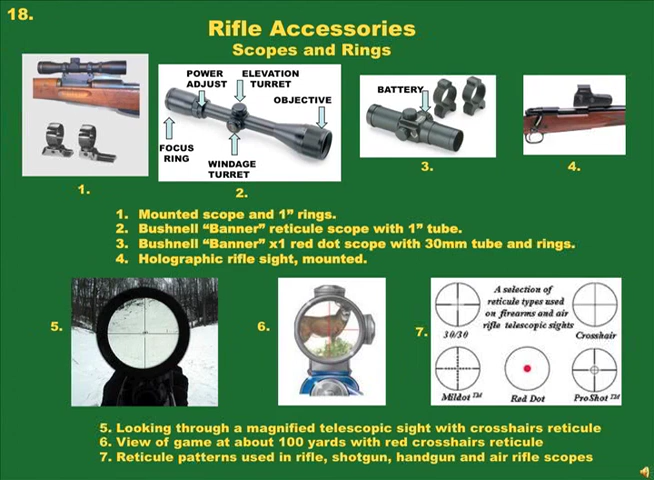 18.
Rifle Accessories
Scopes and Rings
POWER ADJUST
ELEVATION TURRET
OBJECTIVE
FOCUS RING
WINDAGE TURRET
BATTERY
1.
2.
3.
4.
1. Mounted scope and 1” rings.
2. Bushnell “Banner” reticule scope with 1” tube.
3. Bushnell “Banner” x1 red dot scope with 30mm tube and rings.
4. Holographic rifle sight, mounted.
5.
6.
7.
A selection of
reticule types used
on firearms and air
rifle telescopic sights
30/30
Crosshair
Mildot TM
Red Dot
ProShot TM
5. Looking through a magnified telescopic sight with crosshairs reticule
6. View of game at about 100 yards with red crosshairs reticule
7. Reticule patterns used in rifle, shotgun, handgun and air rifle scopes